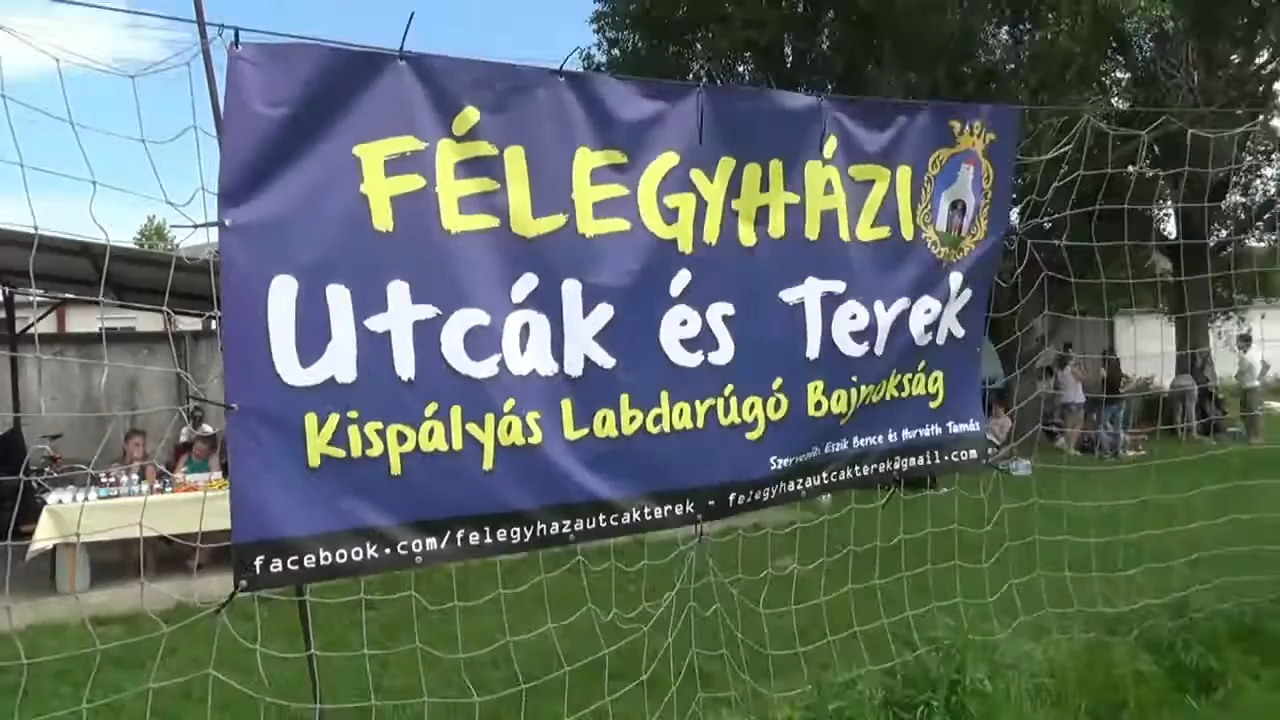 FÉLEGYHÁZI
Utcák és Terek
Kispályás Labdarúgó Bajnokság
Szervezők: Eszik Bence és Horváth Tamás
facebook.com/felegyhazautcakterek - felegyhazautcakterek@gmail.com